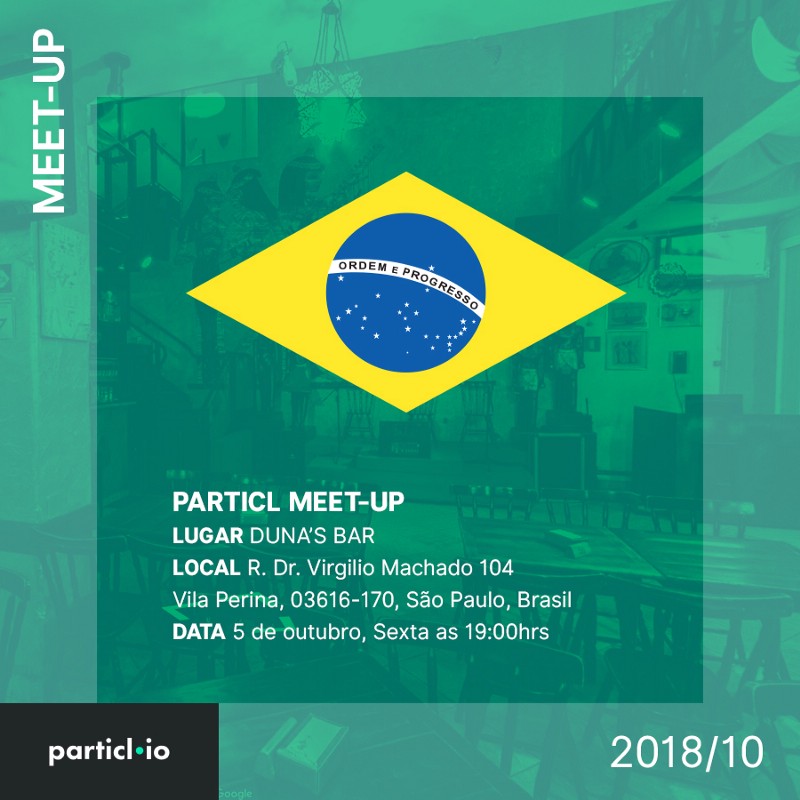 MEET-UP
ORDEM E PROGRESSO
PARTICL MEET-UP
LUGAR DUNA'S BAR
LOCAL R. Dr. Virgilio Machado 104
Vila Perina, 03616-170, São Paulo, Brasil
DATA 5 de outubro, Sexta as 19:00hrs
particl•io
2018/10
Google